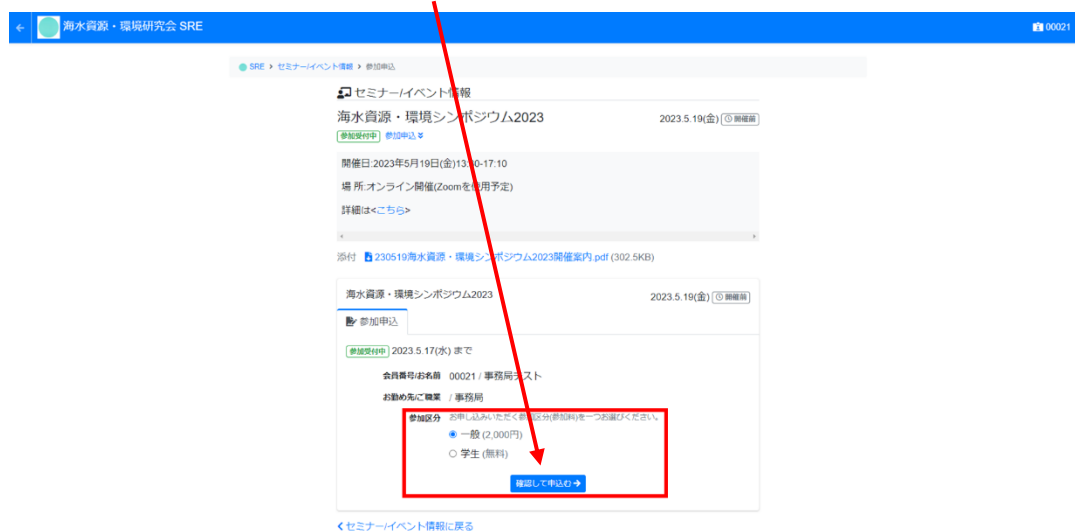 海水資源・環境研究会 SRE
00021
SRE > セミナー/イベント情報 > 参加申込
セミナー/イベント情報
海水資源・環境シンポジウム2023
2023.5.19(金) 開催前
参加受付中 参加申込
開催日:2023年5月19日(金)13:30-17:10
場 所:オンライン開催(Zoomを使用予定)
詳細は<こちら>
添付 230519海水資源・環境シンポジウム2023開催案内.pdf (302.5KB)
海水資源・環境シンポジウム2023
2023.5.19(金) 開催前
参加申込
参加受付中 2023.5.17(水) まで
会員番号/お名前 00021 / 事務局テスト
お勤め先/ご職業 / 事務局
参加区分 お申し込みいただく参加区分(参加料)を一つお選びください。
一般 (2,000円)
学生 (無料)
確認して申込む
セミナー/イベント情報に戻る